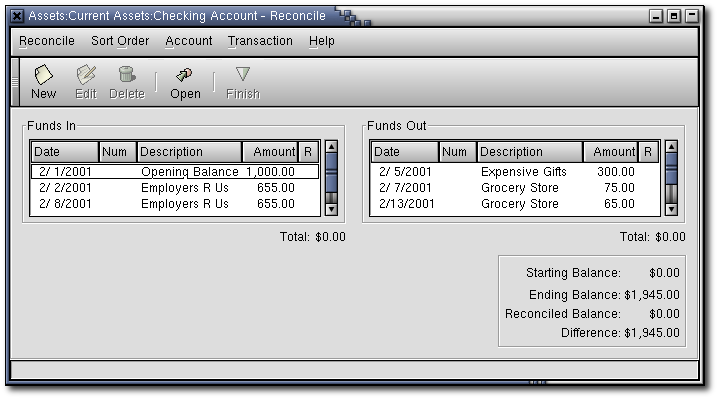 Assets:Current Assets:Checking Account - Reconcile
Reconcile Sort Order Account Transaction Help
New Edit Delete Open Finish
Funds In
Date Num Description Amount R
2/ 1/2001 Opening Balance 1,000.00
2/ 2/2001 Employers R Us 655.00
2/ 8/2001 Employers R Us 655.00
Total: $0.00
Funds Out
Date Num Description Amount R
2/ 5/2001 Expensive Gifts 300.00
2/ 7/2001 Grocery Store 75.00
2/13/2001 Grocery Store 65.00
Total: $0.00
Starting Balance: $0.00
Ending Balance: $1,945.00
Reconciled Balance: $0.00
Difference: $1,945.00